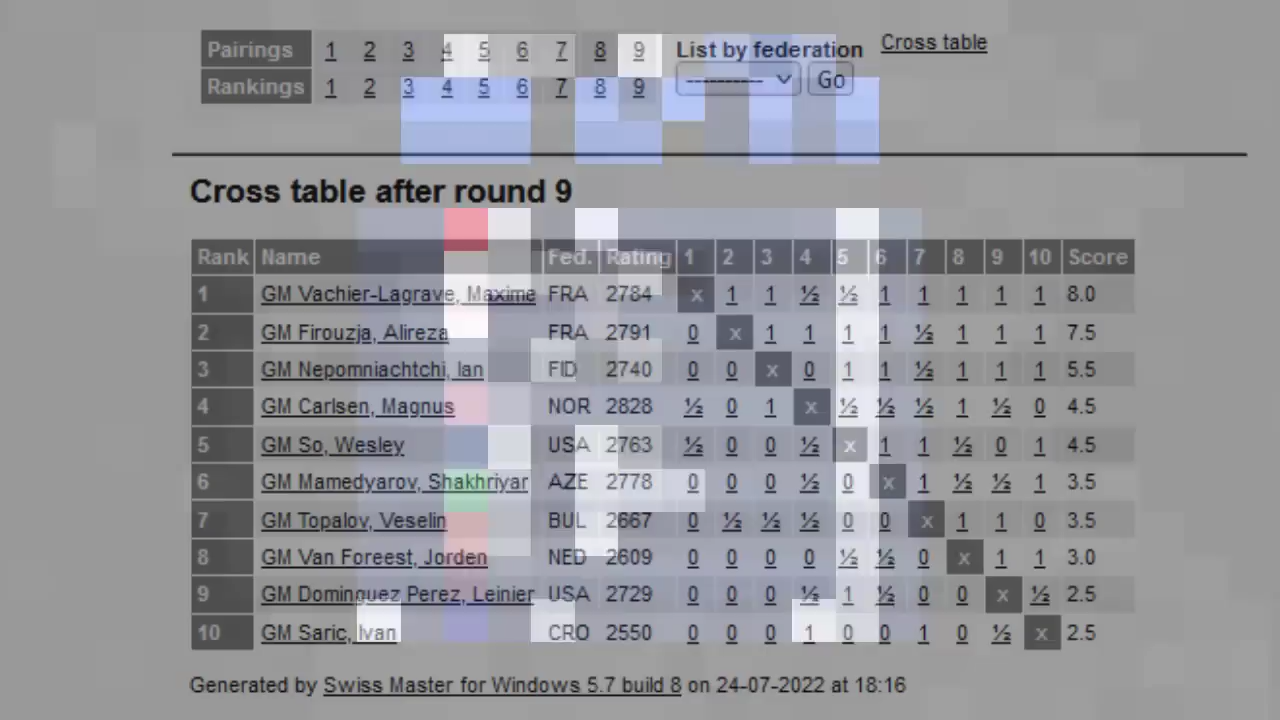 Pairings 1 2 3 4 5 6 7 8 9 List by federation Cross table
Rankings 1 2 3 4 5 6 7 8 9 ---------- Go
Cross table after round 9
Rank Name Fed. Rating 1 2 3 4 5 6 7 8 9 10 Score
1 GM Vachier-Lagrave, Maxime FRA 2784 x 1 1 ½ ½ 1 1 1 1 1 8.0
2 GM Firouzja, Alireza FRA 2791 0 x 1 1 1 1 ½ 1 1 1 7.5
3 GM Nepomniachtchi, Ian FID 2740 0 0 x 0 1 1 ½ 1 1 1 5.5
4 GM Carlsen, Magnus NOR 2828 ½ 0 1 x ½ ½ ½ 1 ½ 0 4.5
5 GM So, Wesley USA 2763 ½ 0 0 ½ x 1 1 ½ 0 1 4.5
6 GM Mamedyarov, Shakhriyar AZE 2778 0 0 0 ½ 0 x 1 ½ ½ 1 3.5
7 GM Topalov, Veselin BUL 2667 0 ½ ½ ½ 0 0 x 1 1 0 3.5
8 GM Van Foreest, Jorden NED 2609 0 0 0 0 ½ ½ 0 x 1 1 3.0
9 GM Dominguez Perez, Leinier USA 2729 0 0 0 ½ 1 ½ 0 0 x ½ 2.5
10 GM Saric, Ivan CRO 2550 0 0 0 1 0 0 1 0 ½ x 2.5
Generated by Swiss Master for Windows 5.7 build 8 on 24-07-2022 at 18:16